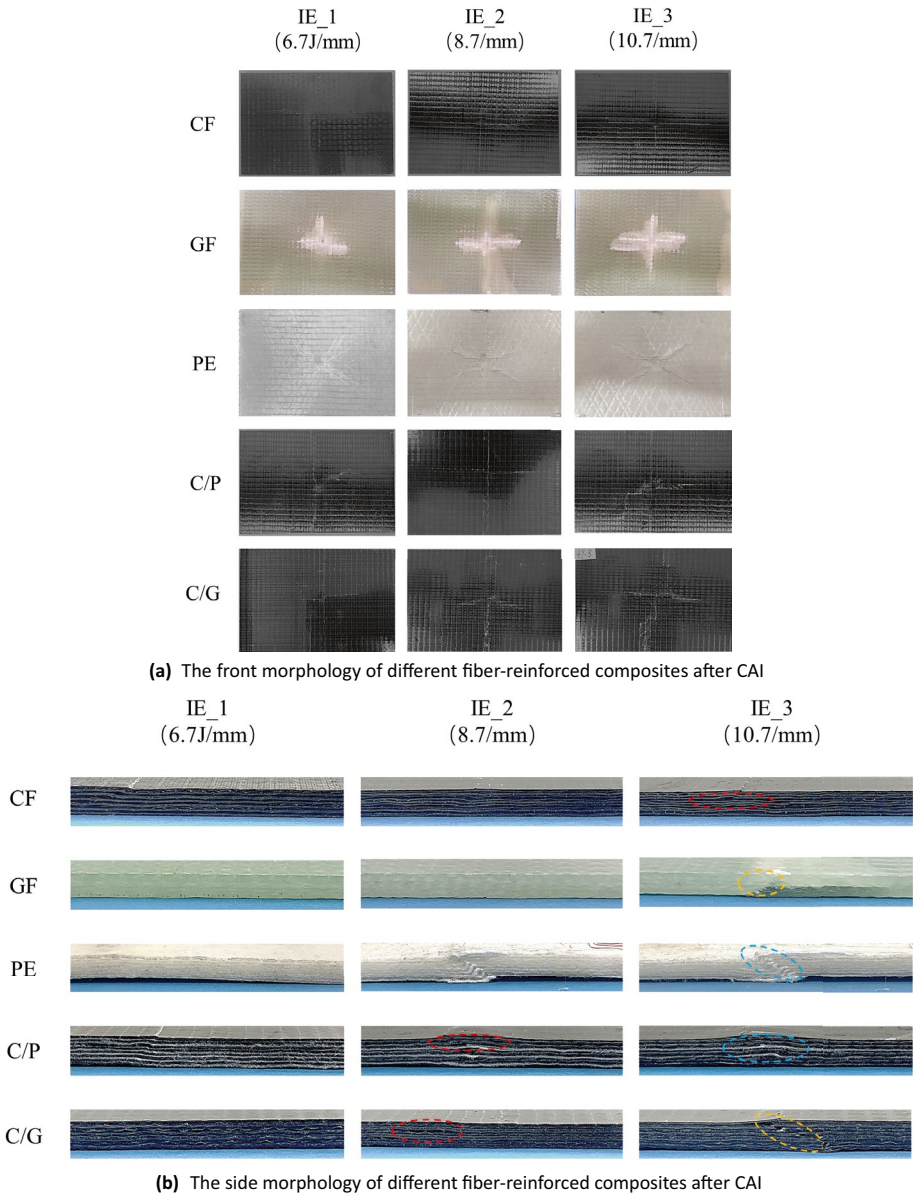 IE_1 IE_2 IE_3
(6.7J/mm) (8.7/mm) (10.7/mm)
CF
GF
PE
C/P
C/G
(a) The front morphology of different fiber-reinforced composites after CAI
IE_1 IE_2 IE_3
(6.7J/mm) (8.7/mm) (10.7/mm)
CF
GF
PE
C/P
C/G
(b) The side morphology of different fiber-reinforced composites after CAI